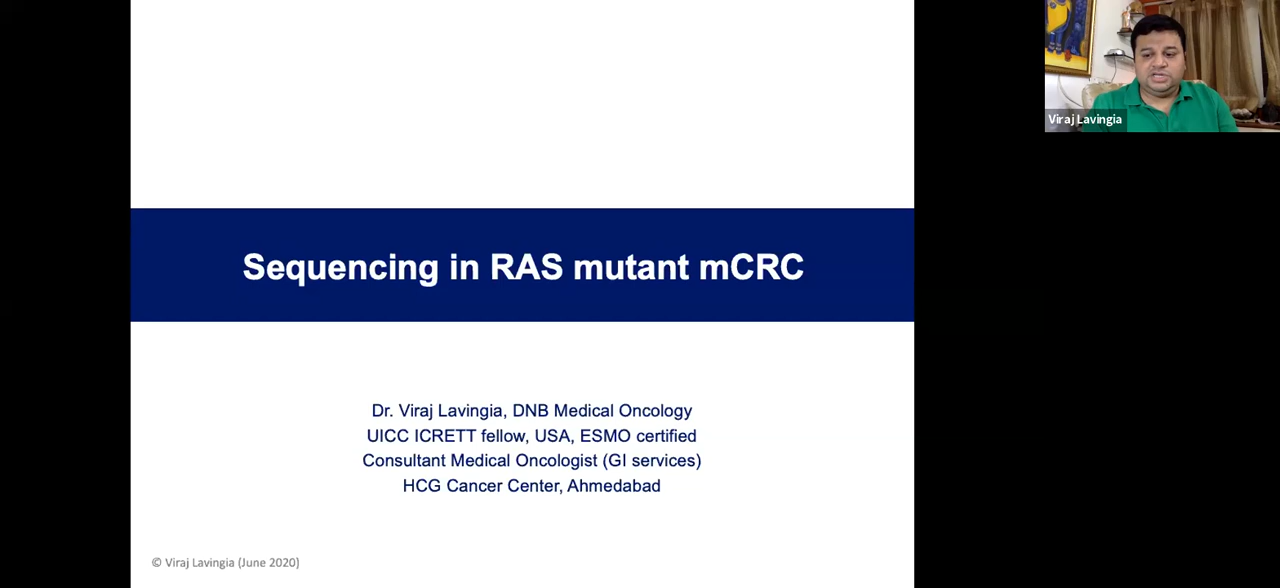 Sequencing in RAS mutant mCRC
Dr. Viraj Lavingia, DNB Medical Oncology
UICC ICRETT fellow, USA, ESMO certified
Consultant Medical Oncologist (GI services)
HCG Cancer Center, Ahmedabad
© Viraj Lavingia (June 2020)
Viraj Lavingia